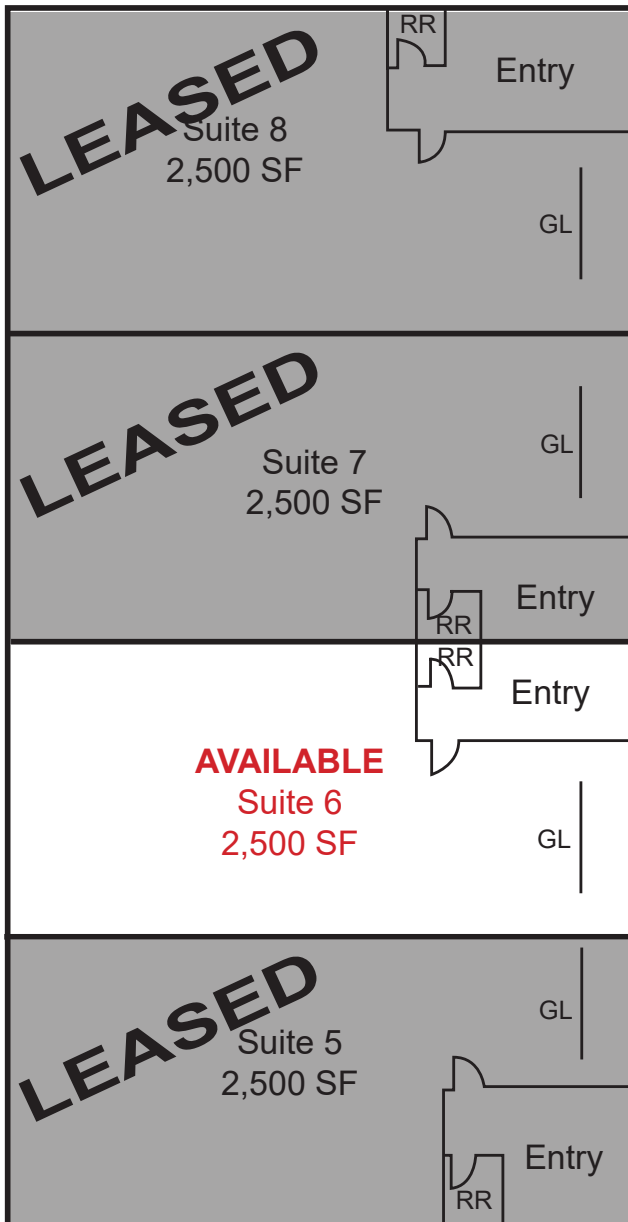 RR
Entry
LEASED
Suite 8
2,500 SF
GL
LEASED
Suite 7
2,500 SF
GL
Entry
RR
RR
Entry
AVAILABLE
Suite 6
2,500 SF
GL
LEASED
Suite 5
2,500 SF
GL
Entry
RR